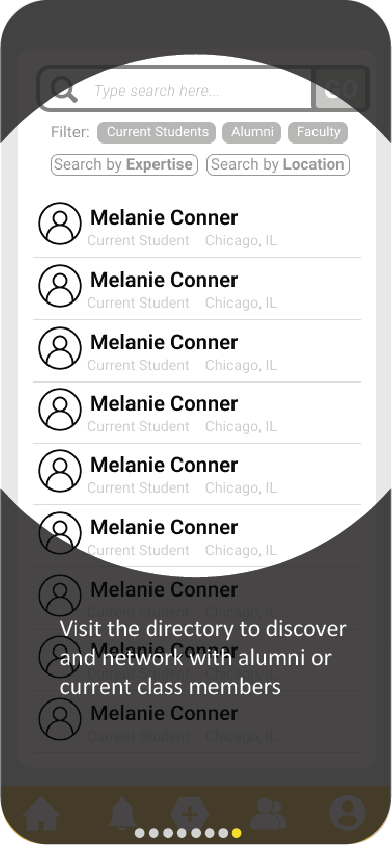 Type search here...
GO
Filter: Current Students Alumni Faculty
Search by Expertise Search by Location
Melanie Conner
Current Student Chicago, IL
Melanie Conner
Current Student Chicago, IL
Melanie Conner
Current Student Chicago, IL
Melanie Conner
Current Student Chicago, IL
Melanie Conner
Current Student Chicago, IL
Melanie Conner
Current Student Chicago, IL
Melanie Conner
Current Student Chicago, IL
Visit the directory to discover
Melanie Conner
and network with alumni or
Current Student Chicago, IL
current class members
Melanie Conner
Current Student Chicago, IL